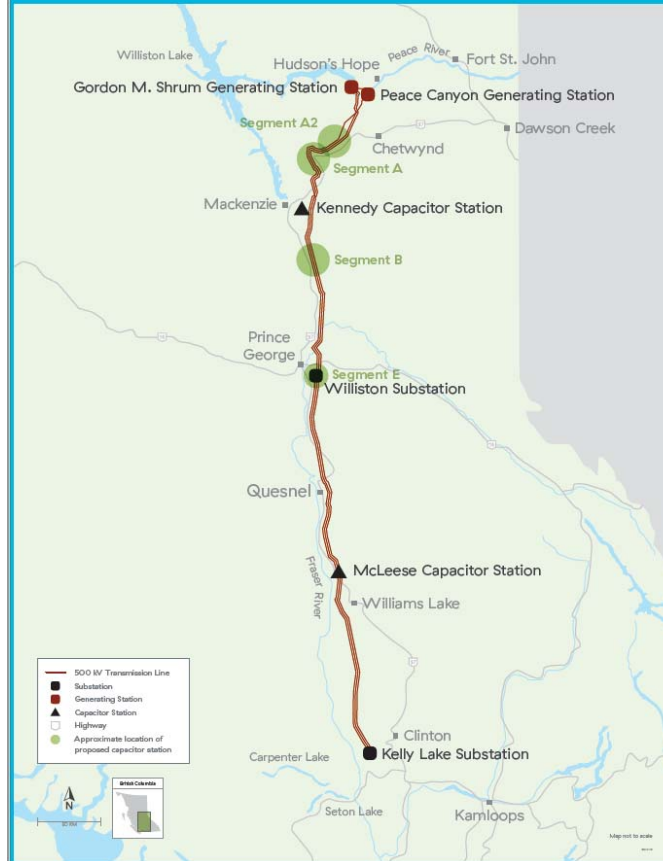 Williston Lake
Hudson's Hope
Peace River
Fort St. John
Gordon M. Shrum Generating Station
Peace Canyon Generating Station
Segment A2
Dawson Creek
Chetwynd
Segment A
Mackenzie
Kennedy Capacitor Station
Segment B
Prince
George
Segment E
Williston Substation
Quesnel
Fraser River
McLeese Capacitor Station
Williams Lake
500 kV Transmission Line
Substation
Generating Station
Capacitor Station
Highway
Approximate location of
proposed capacitor station
Clinton
Kelly Lake Substation
Carpenter Lake
Seton Lake
Kamloops
British Columbia
N
Map not to scale